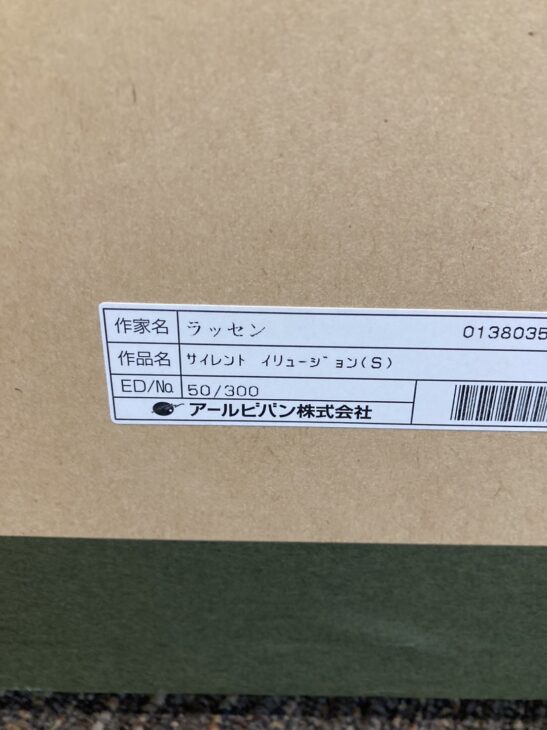 作家名 ラッセン 0138035
作品名 サイレント イリュージョン(S)
ED/No. 50/300
アールビバン株式会社